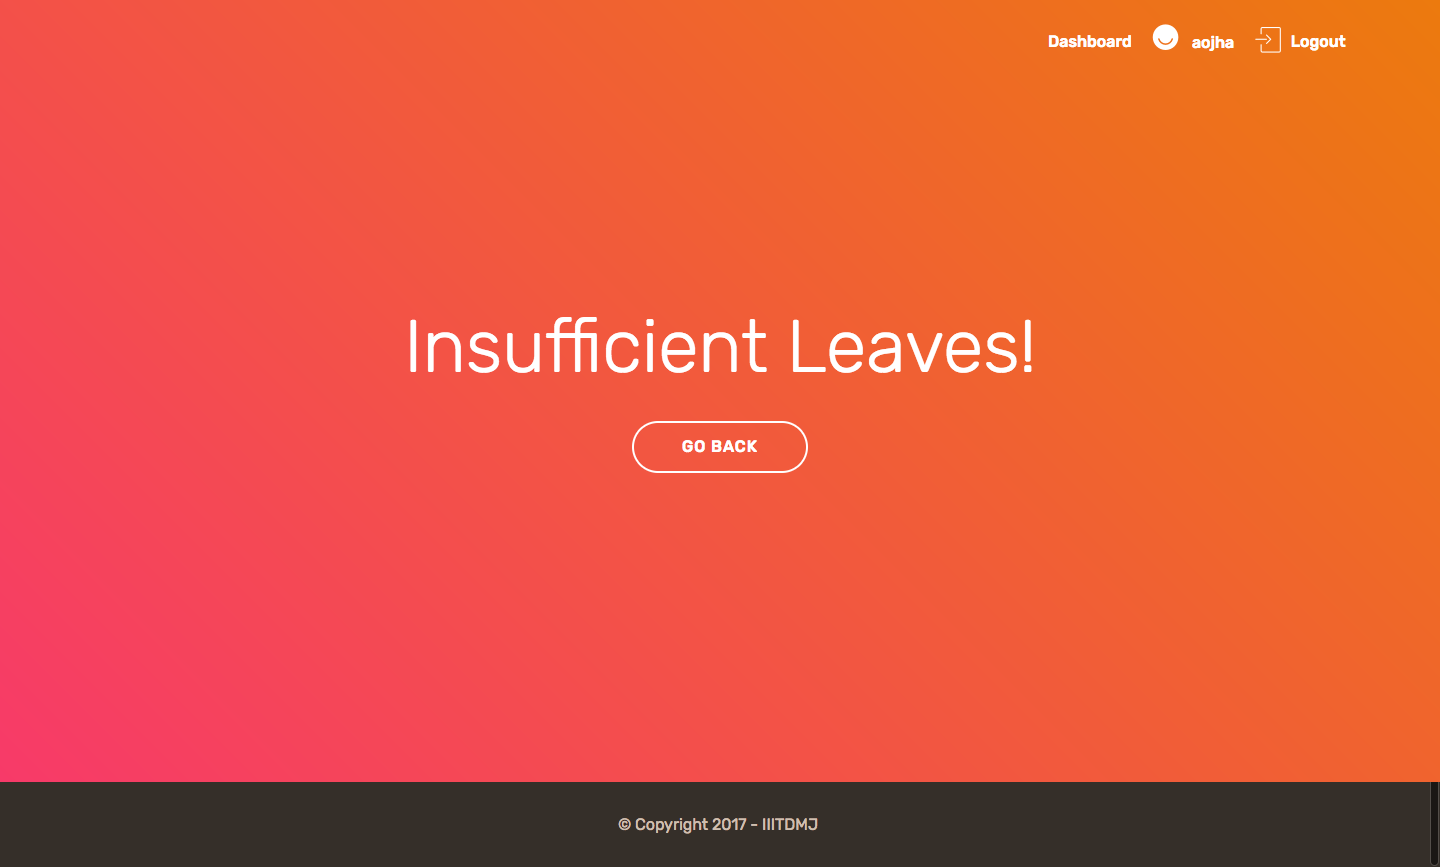 Dashboard aojha Logout
Insufficient Leaves!
GO BACK
© Copyright 2017 - IIITDMJ